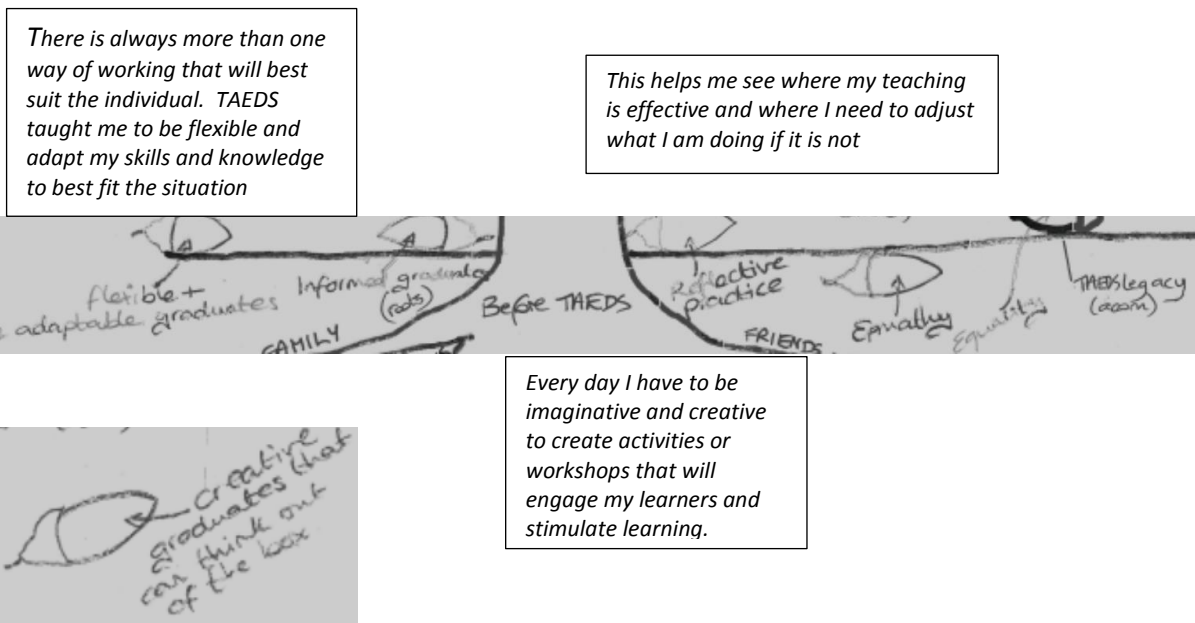 There is always more than one
way of working that will best
suit the individual.  TAEDS
taught me to be flexible and
adapt my skills and knowledge
to best fit the situation
This helps me see where my teaching
is effective and where I need to adjust
what I am doing if it is not
flexible +
adaptable graduates
Informed graduates
(roots)
Before TAEDS
Reflective
practice
Empathy
Equality
TAEDS legacy
(acorn)
FAMILY
FRIENDS
Every day I have to be
imaginative and creative
to create activities or
workshops that will
engage my learners and
stimulate learning.
creative
graduates that
can think out
of the box